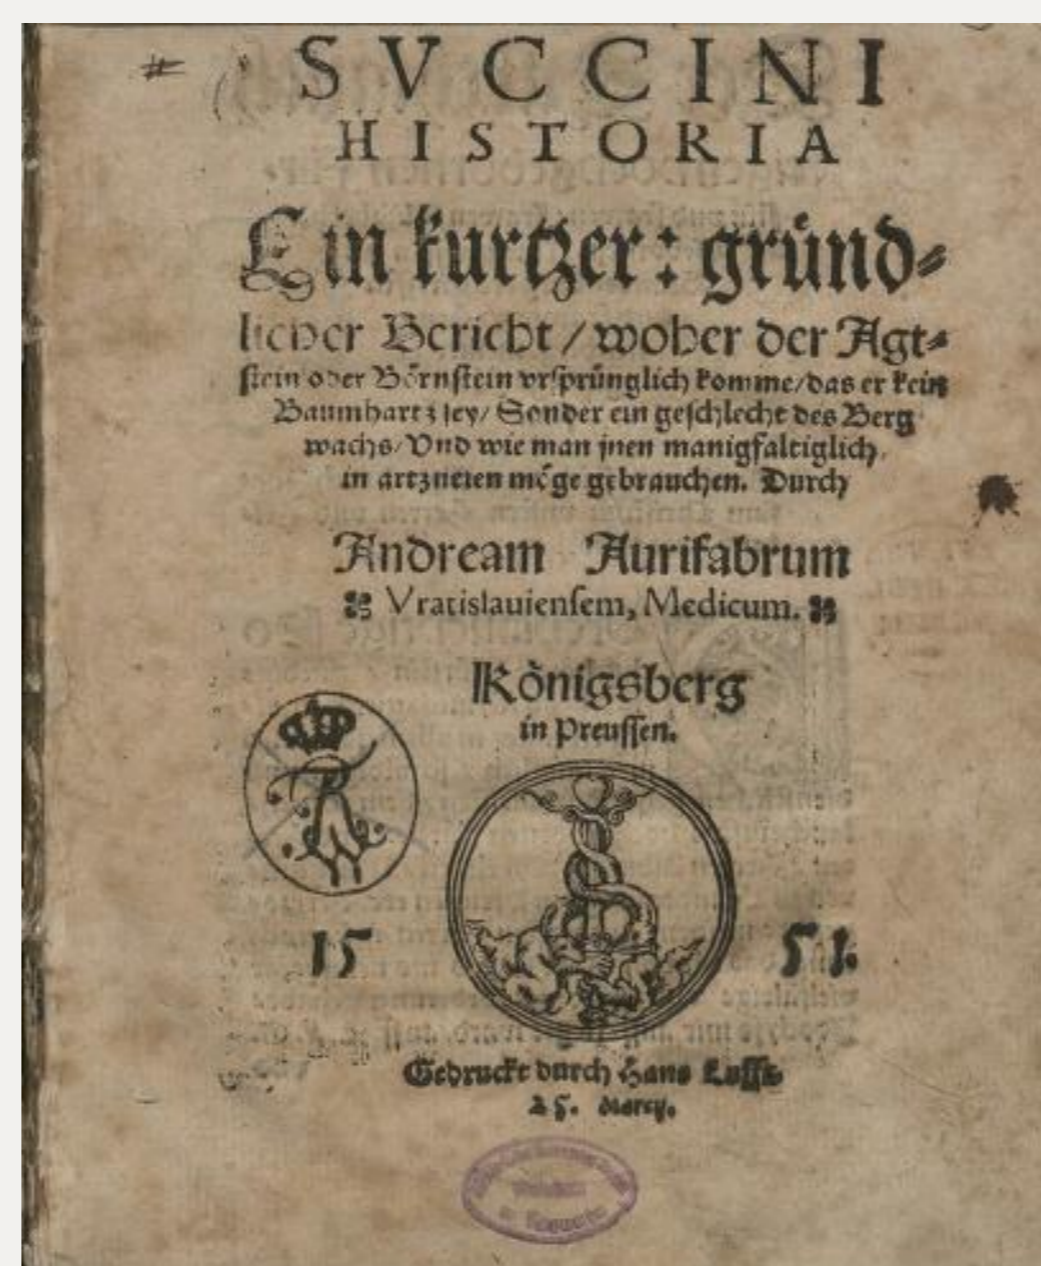 SVCCINI
HISTORIA
Ein kurtzer: gründ⸗
licher Bericht / woher der Agt⸗
stein oder Börnstein vrsprünglich komme/das er kein
Baumhartz sey/ Sonder ein geschlecht des Berg
wachs/Vnd wie man jnen manigfaltiglich
in artzneien möge gebrauchen. Durch
Andream Aurifabrum
Vratislauiensem, Medicum.
Königsberg
in Preussen.
15 51.
Gedruckt durch Hans Lufft.
25. Marcij.